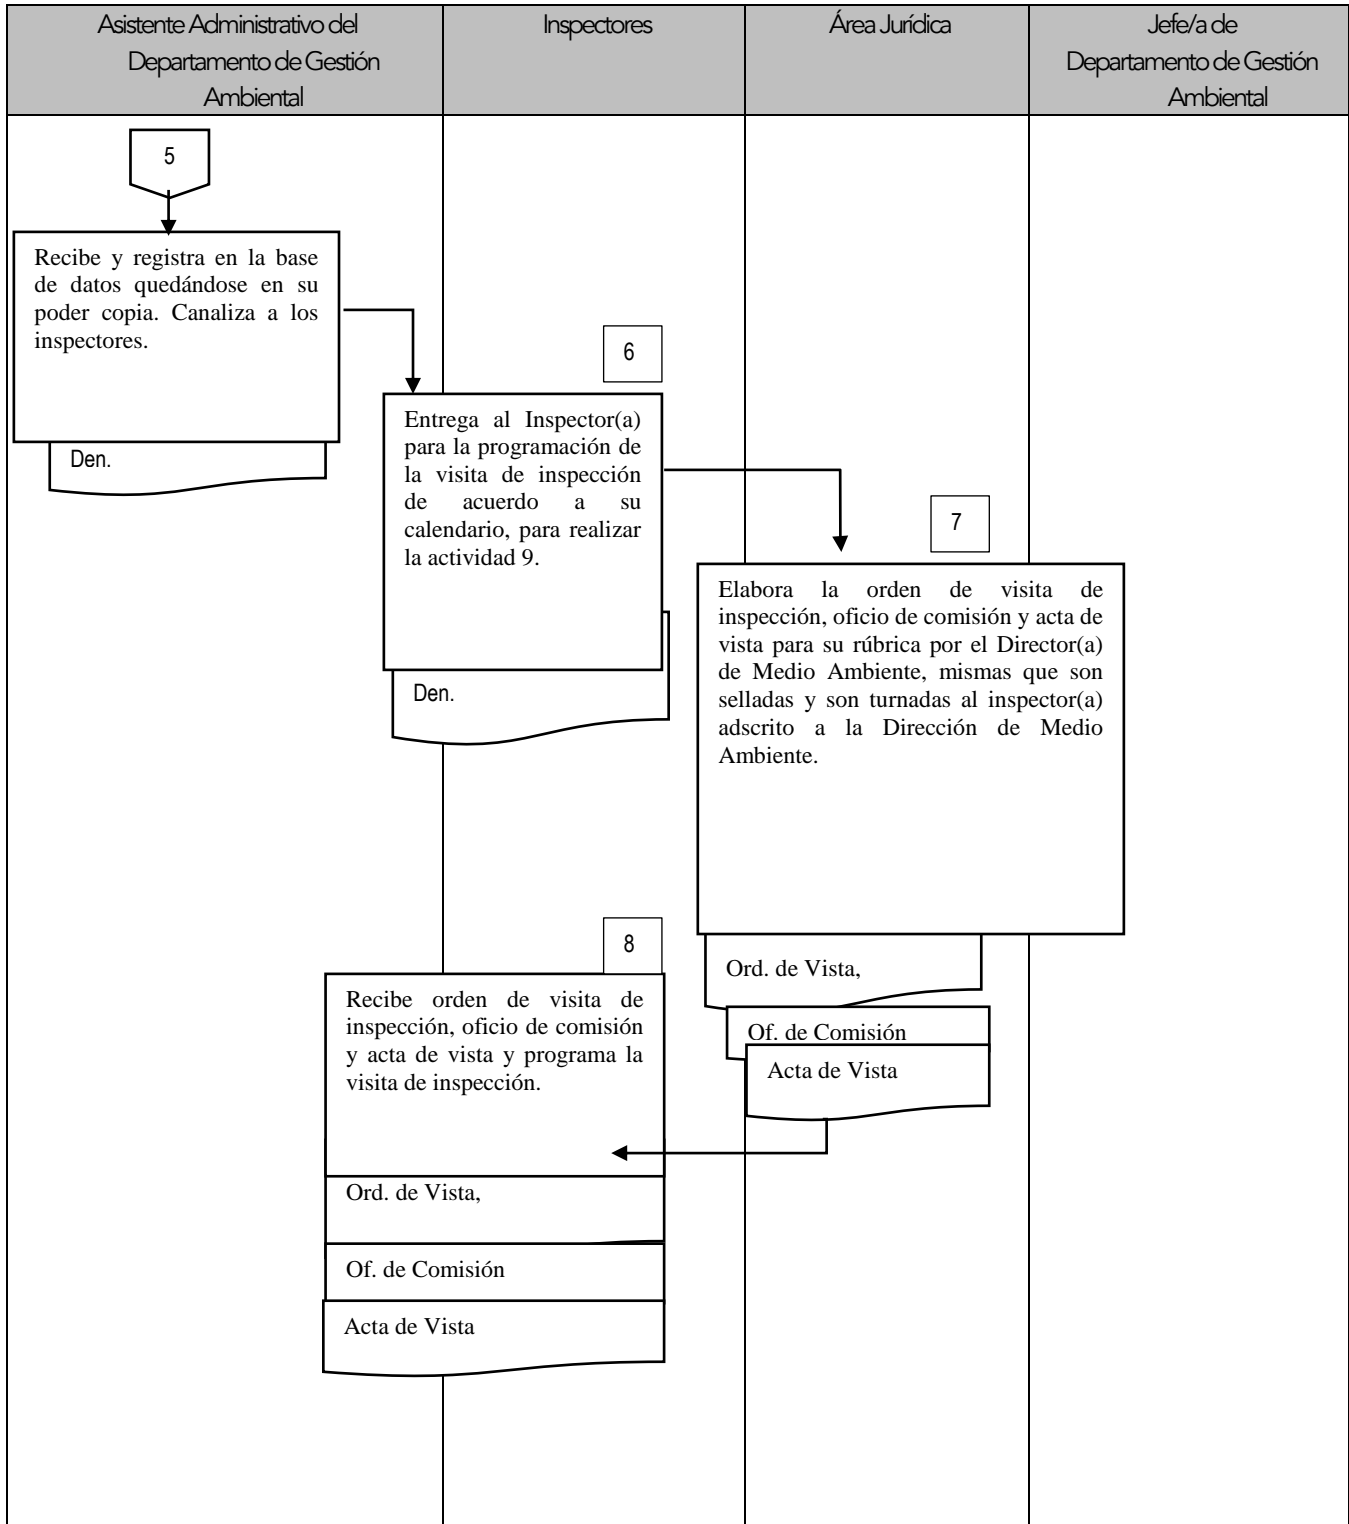 Asistente Administrativo del
Departamento de Gestión
Ambiental
Inspectores
Área Jurídica
Jefe/a de
Departamento de Gestión
Ambiental
5
Recibe y registra en la base
de datos quedándose en su
poder copia. Canaliza a los
inspectores.
Den.
6
Entrega al Inspector(a)
para la programación de
la visita de inspección
de acuerdo a su
calendario, para realizar
la actividad 9.
Den.
7
Elabora la orden de visita de
inspección, oficio de comisión y acta de
vista para su rúbrica por el Director(a)
de Medio Ambiente, mismas que son
selladas y son turnadas al inspector(a)
adscrito a la Dirección de Medio
Ambiente.
Ord. de Vista,
Of. de Comisión
Acta de Vista
8
Recibe orden de visita de
inspección, oficio de comisión
y acta de vista y programa la
visita de inspección.
Ord. de Vista,
Of. de Comisión
Acta de Vista